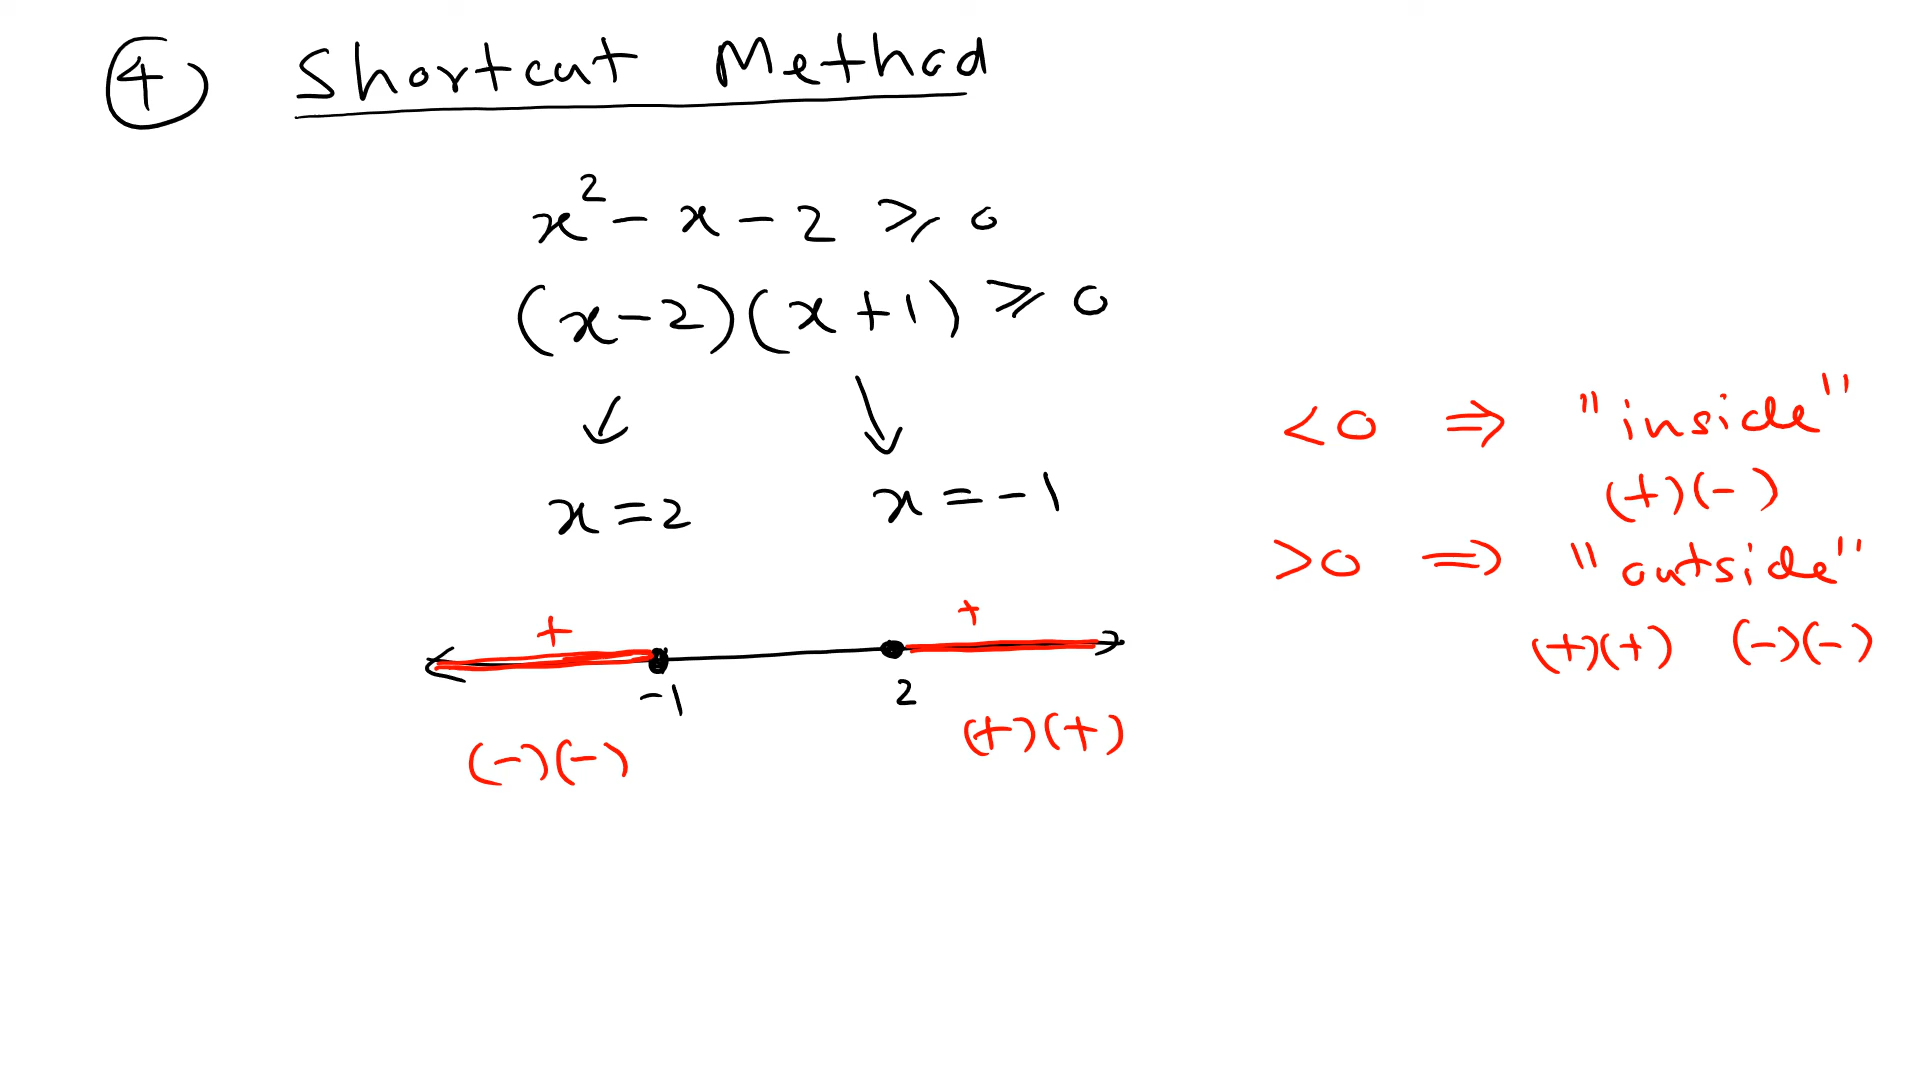 ④ Shortcut Method
x² - x - 2 ⩾ 0
(x-2)(x+1) ⩾ 0
↙ ↘
x=2 x=-1
<0 ⇒ "inside"
(+)(-)
>0 ⇒ "outside"
(+)(+) (-)(-)
+ +
-1 2
(-)(-) (+)(+)